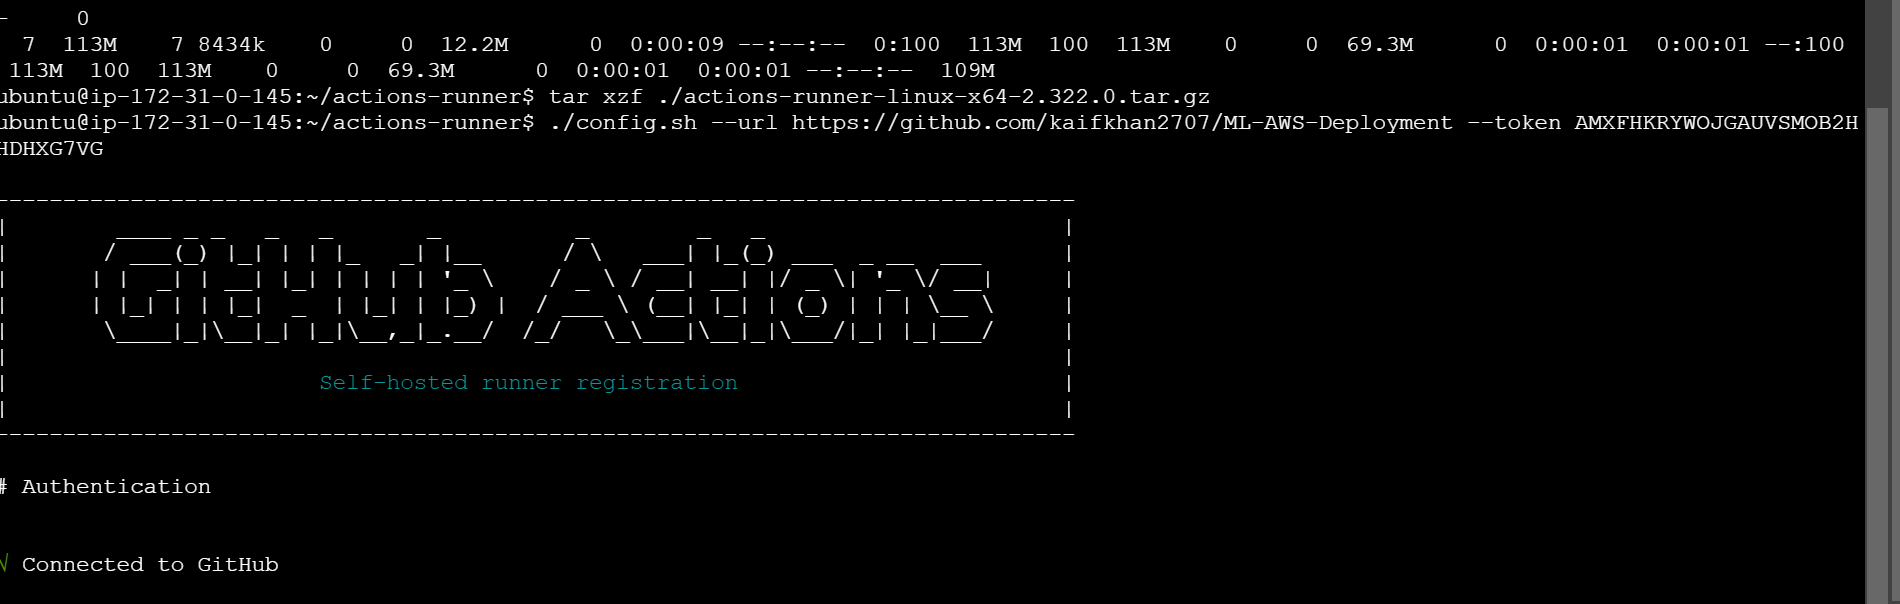 -     0
  7  113M    7 8434k    0     0  12.2M      0  0:00:09 --:--:--  0:100  113M  100  113M    0     0  69.3M      0  0:00:01  0:00:01 --:100
 113M  100  113M    0     0  69.3M      0  0:00:01  0:00:01 --:--:--  109M
ubuntu@ip-172-31-0-145:~/actions-runner$ tar xzf ./actions-runner-linux-x64-2.322.0.tar.gz
ubuntu@ip-172-31-0-145:~/actions-runner$ ./config.sh --url https://github.com/kaifkhan2707/ML-AWS-Deployment --token AMXFHKRYWOJGAUVSMOB2H
HDHXG7VG
GitHub Actions
Self-hosted runner registration
# Authentication
√ Connected to GitHub